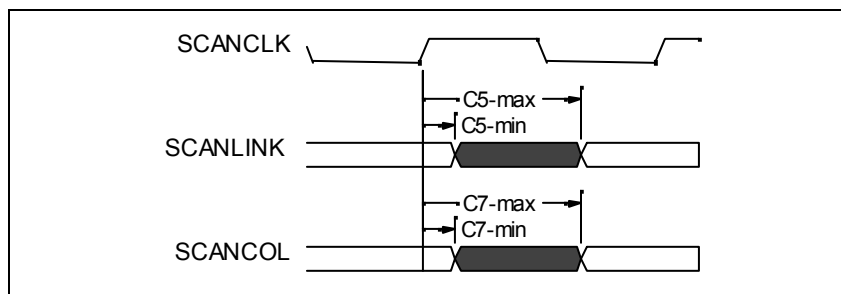 SCANCLK
C5-max
C5-min
SCANLINK
C7-max
C7-min
SCANCOL